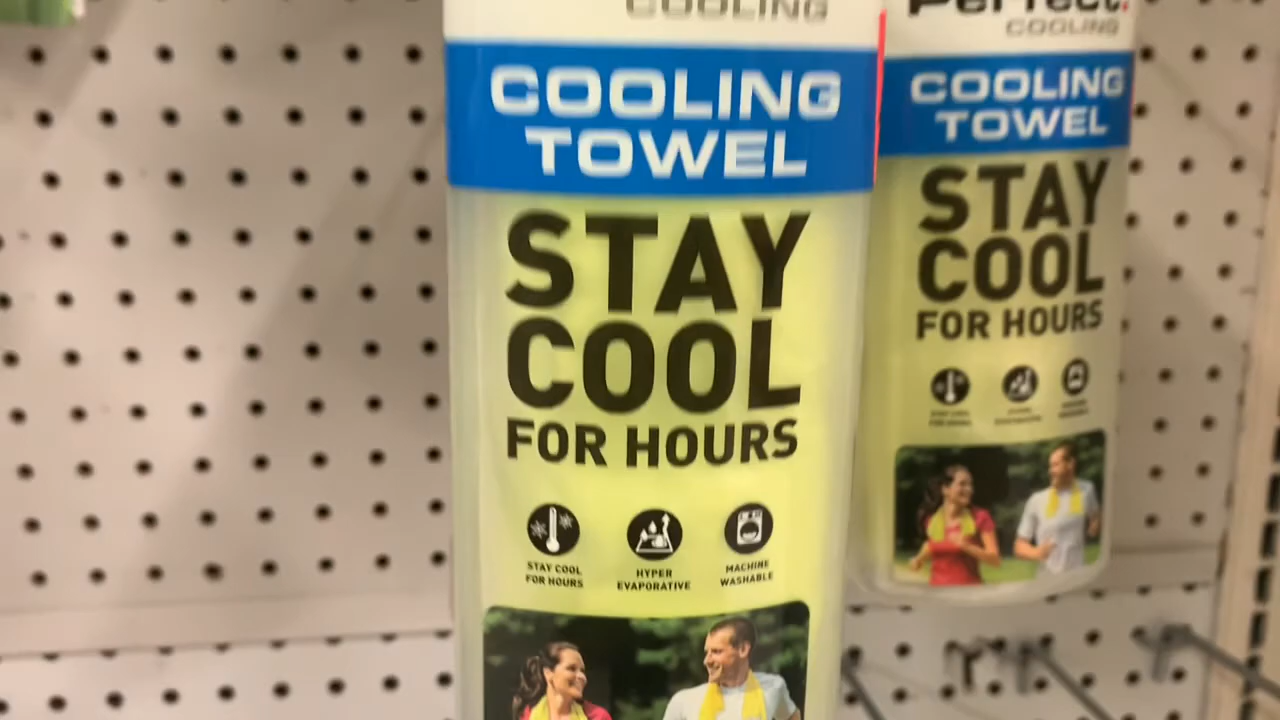 COOLING
COOLING
TOWEL
STAY
COOL
FOR HOURS
STAY COOL
FOR HOURS
HYPER
EVAPORATIVE
MACHINE
WASHABLE
Perfect.
COOLING
COOLING
TOWEL
STAY
COOL
FOR HOURS